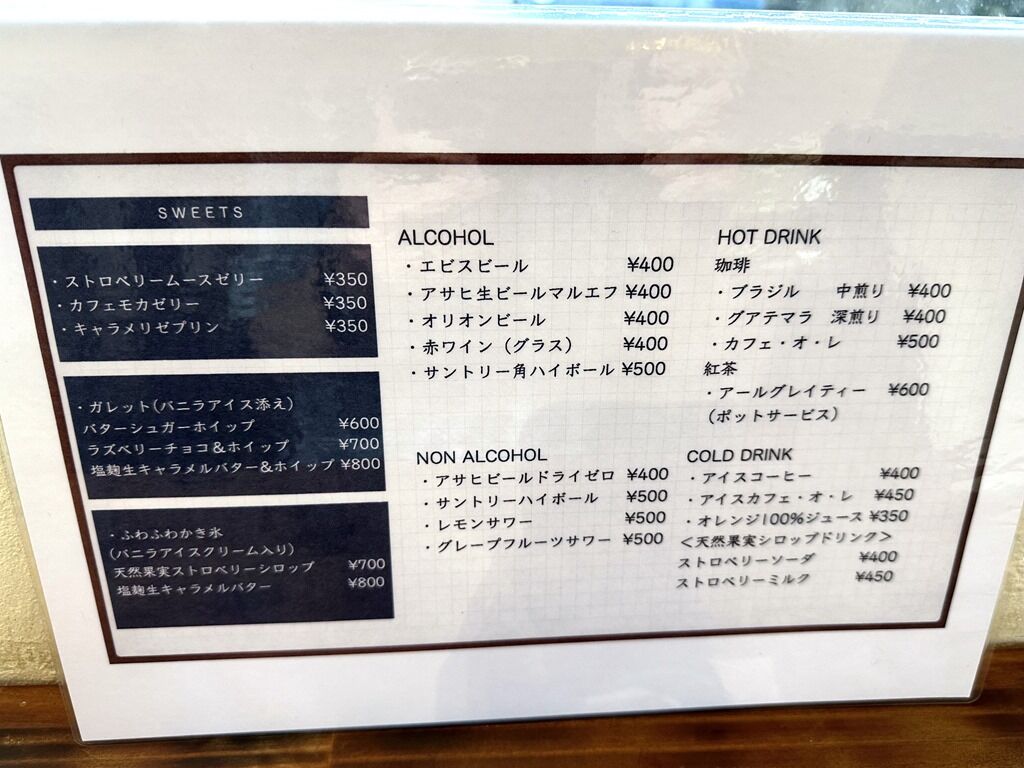 SWEETS
・ストロベリームースゼリー ¥350
・カフェモカゼリー ¥350
・キャラメリゼプリン ¥350
・ガレット(バニラアイス添え)
バターシュガーホイップ ¥600
ラズベリーチョコ&ホイップ ¥700
塩麹生キャラメルバター&ホイップ ¥800
・ふわふわかき氷
(バニラアイスクリーム入り)
天然果実ストロベリーシロップ ¥700
塩麹生キャラメルバター ¥800
ALCOHOL
・エビスビール ¥400
・アサヒ生ビールマルエフ ¥400
・オリオンビール ¥400
・赤ワイン(グラス) ¥400
・サントリー角ハイボール ¥500
NON ALCOHOL
・アサヒビールドライゼロ ¥400
・サントリーハイボール ¥500
・レモンサワー ¥500
・グレープフルーツサワー ¥500
HOT DRINK
珈琲
・ブラジル 中煎り ¥400
・グアテマラ 深煎り ¥400
・カフェ・オ・レ ¥500
紅茶
・アールグレイティー ¥600
(ポットサービス)
COLD DRINK
・アイスコーヒー ¥400
・アイスカフェ・オ・レ ¥450
・オレンジ100%ジュース ¥350
<天然果実シロップドリンク>
ストロベリーソーダ ¥400
ストロベリーミルク ¥450